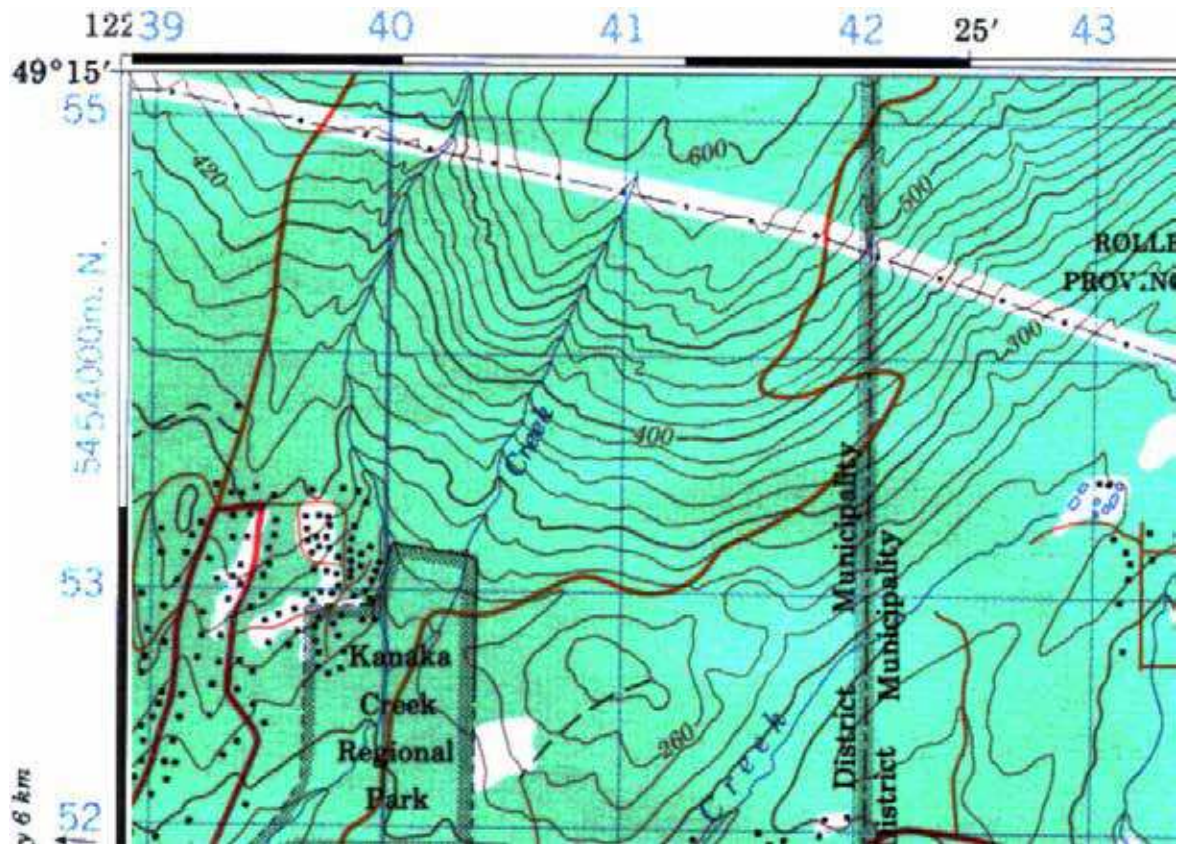 122 39 40 41 42 25' 43
49°15'
55
600
420
500
ROLLE
PROV. NO
300
5454000m. N.
Creek
400
Municipality
Municipality
53
Kanaka
Creek
Regional
Park
260
Creek
District
District
y 6 km
52